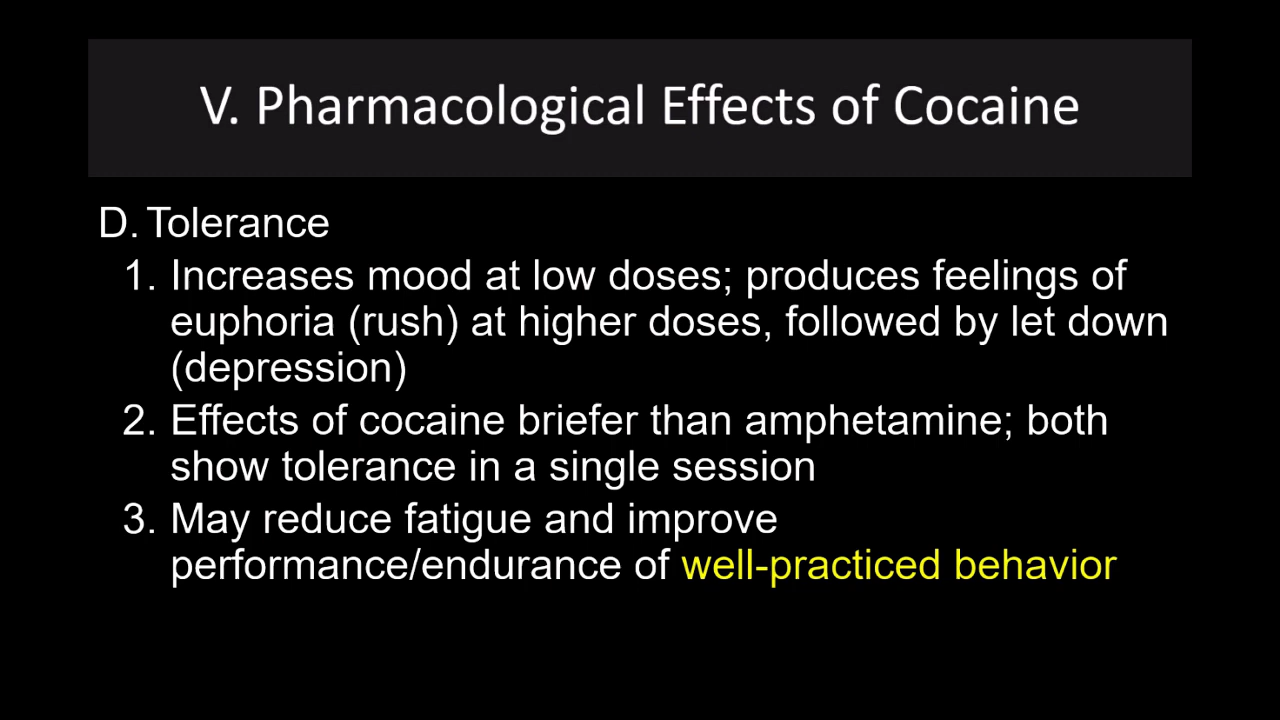 V. Pharmacological Effects of Cocaine
D. Tolerance
1. Increases mood at low doses; produces feelings of
euphoria (rush) at higher doses, followed by let down
(depression)
2. Effects of cocaine briefer than amphetamine; both
show tolerance in a single session
3. May reduce fatigue and improve
performance/endurance of well-practiced behavior